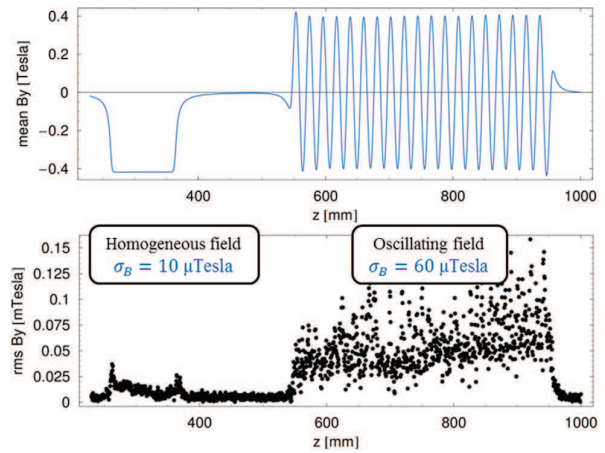 0.4
0.2
0
−0.2
−0.4
mean By [Tesla]
400
600
800
1000
z [mm]
Homogeneous field
σ_B = 10 µTesla
Oscillating field
σ_B = 60 µTesla
0.15
0.125
0.1
0.075
0.05
0.025
0
rms By [mTesla]
400
600
800
1000
z [mm]